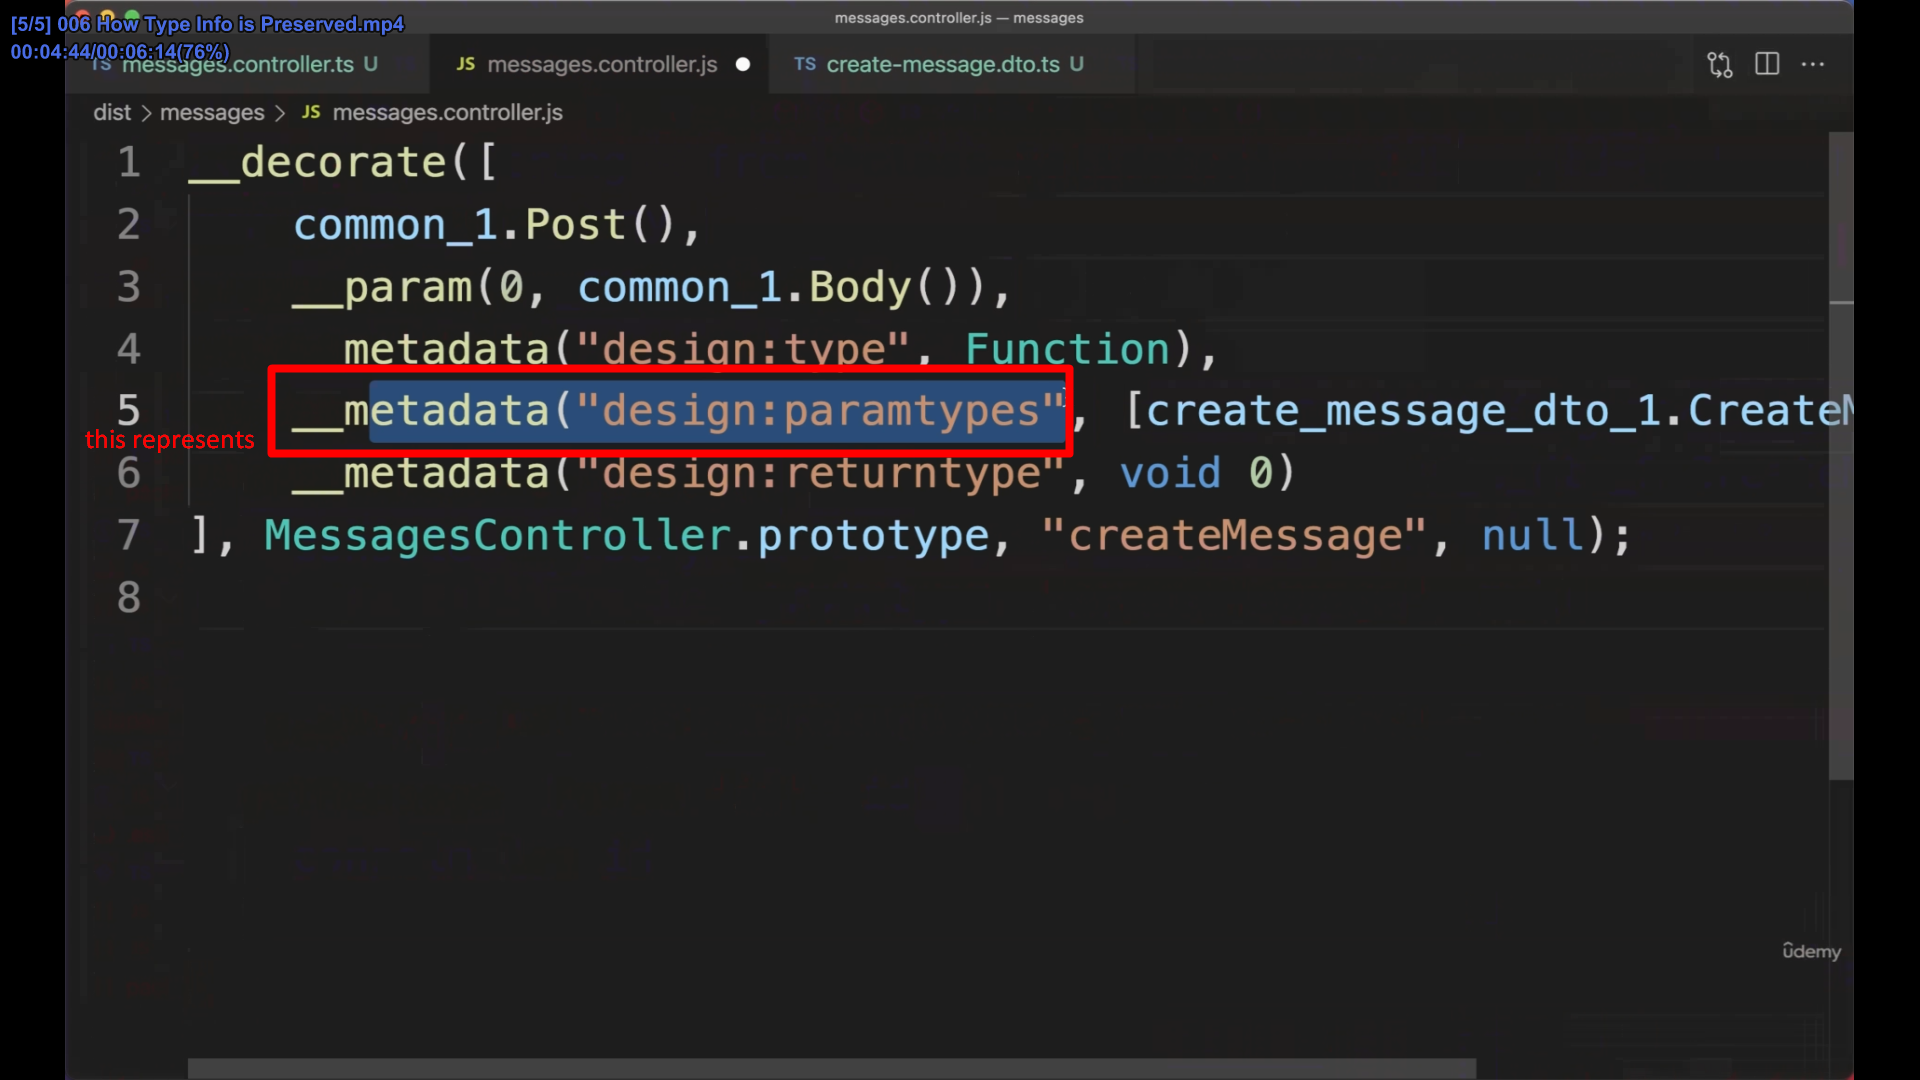 [5/5] 006 How Type Info is Preserved.mp4
00:04:44/00:06:14(76%)
messages.controller.js — messages
TS messages.controller.ts U
JS messages.controller.js
TS create-message.dto.ts U
dist > messages > JS messages.controller.js
1 __decorate([
2 common_1.Post(),
3 __param(0, common_1.Body()),
4 __metadata("design:type", Function),
5 __metadata("design:paramtypes", [create_message_dto_1.CreateM
this represents
6 __metadata("design:returntype", void 0)
7 ], MessagesController.prototype, "createMessage", null);
8
ûdemy